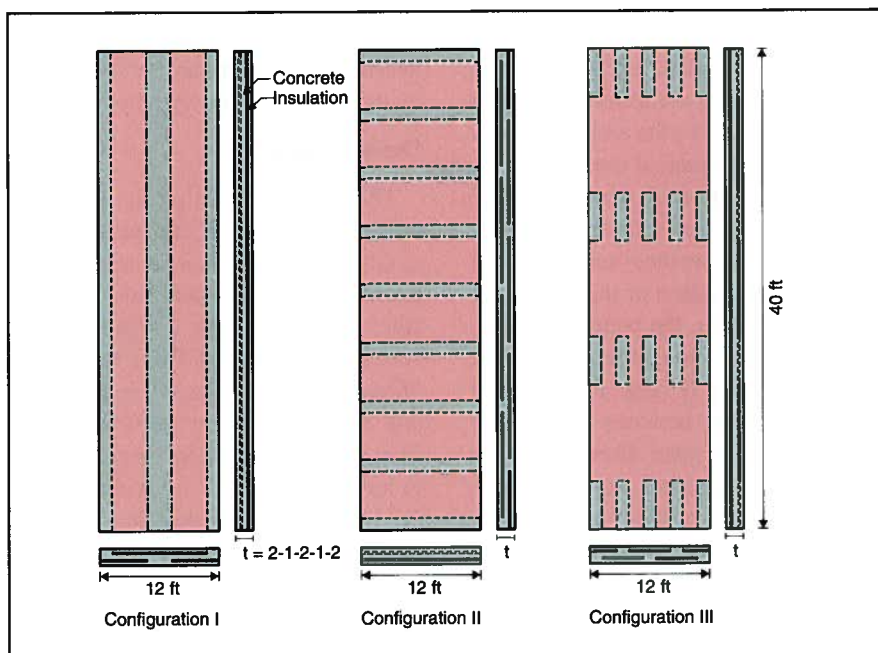 Concrete
Insulation
40 ft
t = 2-1-2-1-2
t
t
12 ft
12 ft
12 ft
Configuration I
Configuration II
Configuration III